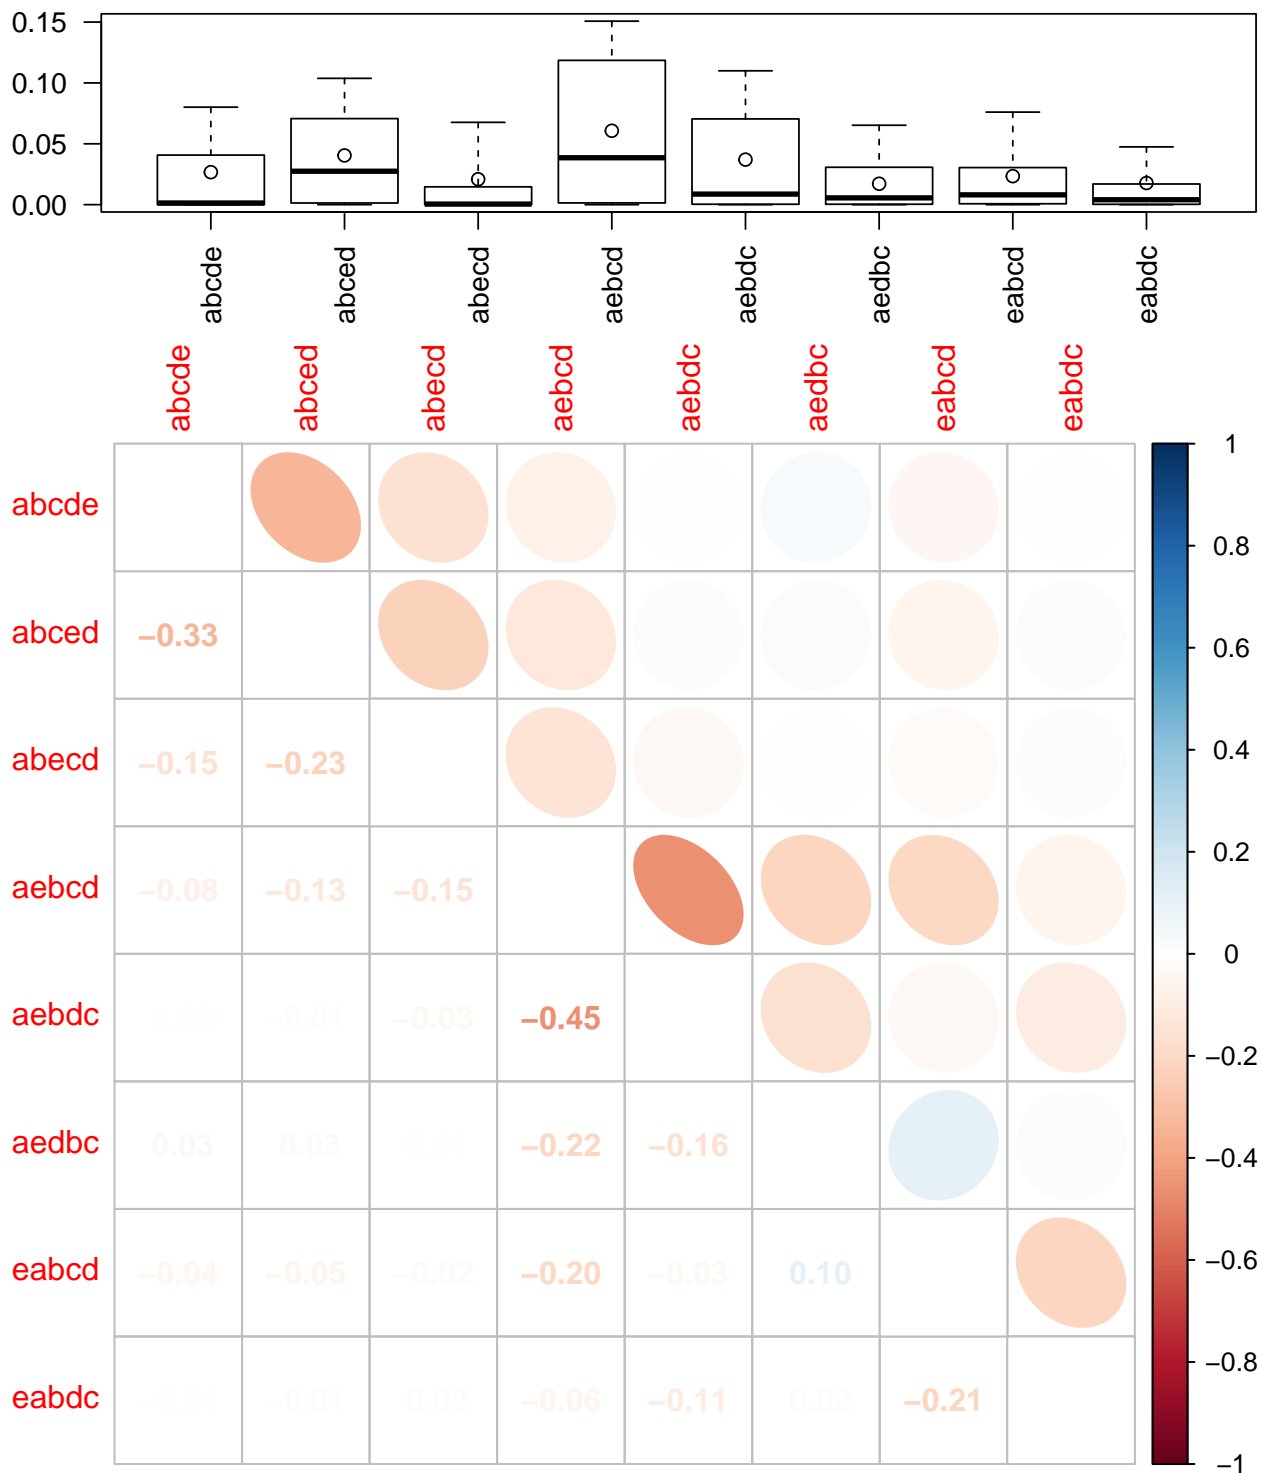 0.15
0.10
0.05
0.00
abcde abced abecd aebcd aebdc aedbc eabcd eabdc
abcde abced abecd aebcd aebdc aedbc eabcd eabdc
1
abcde
0.8
abced −0.33
0.6
abecd −0.15 −0.23
0.4
0.2
aebcd −0.08 −0.13 −0.15
0
aebdc −0.01 −0.03 −0.45
−0.2
aedbc 0.03 0.03 −0.22 −0.16
−0.4
eabcd −0.04 −0.05 −0.02 −0.20 −0.03 0.10
−0.6
−0.8
eabdc −0.01 0.02 −0.06 −0.11 0.02 −0.21
−1